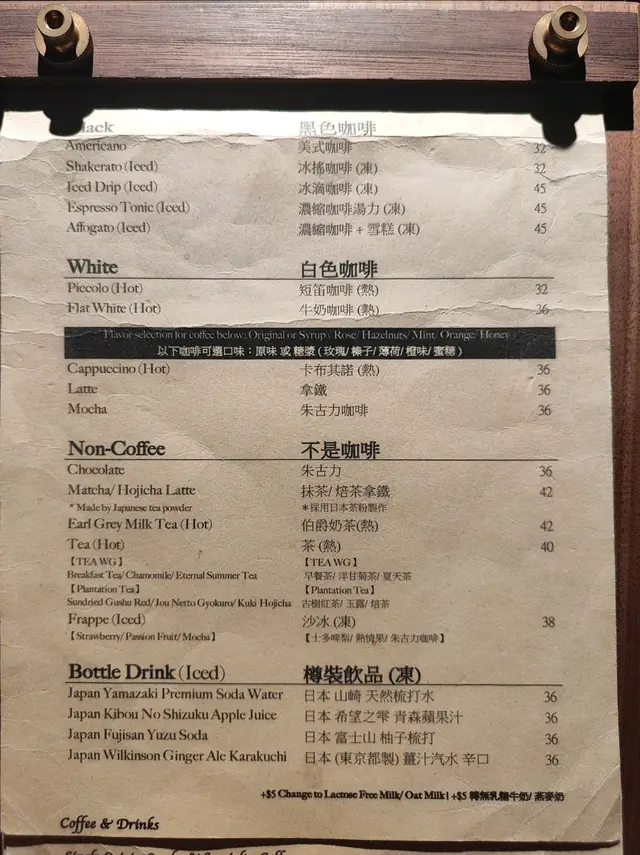 Black 黑色咖啡
Americano 美式咖啡 32
Shakerato (Iced) 冰搖咖啡 (凍) 32
Iced Drip (Iced) 冰滴咖啡 (凍) 45
Espresso Tonic (Iced) 濃縮咖啡湯力 (凍) 45
Affogato (Iced) 濃縮咖啡 + 雪糕 (凍) 45
White 白色咖啡
Piccolo (Hot) 短笛咖啡 (熱) 32
Flat White (Hot) 牛奶咖啡 (熱) 36
Flavor selection for coffee below : Original or Syrup / Rose/ Hazelnuts/ Mint/ Orange/ Honey
以下咖啡可選口味：原味 或 糖漿 ( 玫瑰/ 榛子/ 薄荷/ 橙味/ 蜜糖 )
Cappuccino (Hot) 卡布其諾 (熱) 36
Latte 拿鐵 36
Mocha 朱古力咖啡 36
Non-Coffee 不是咖啡
Chocolate 朱古力 36
Matcha/ Hojicha Latte 抹茶/ 焙茶拿鐵 42
* Made by Japanese tea powder ＊採用日本茶粉製作
Earl Grey Milk Tea (Hot) 伯爵奶茶(熱) 42
Tea (Hot) 茶 (熱) 40
【TEA WG】 【TEA WG】
Breakfast Tea/ Chamomile/ Eternal Summer Tea 早餐茶/ 洋甘菊茶/ 夏天茶
【Plantation Tea】 【Plantation Tea】
Sundried Gushu Red/ Jou Netto Gyokuro/ Kuki Hojicha 古樹紅茶/ 玉露/ 焙茶
Frappe (Iced) 沙冰 (凍) 38
【Strawberry/ Passion Fruit/ Mocha】 【士多啤梨/ 熱情果/ 朱古力咖啡】
Bottle Drink (Iced) 樽裝飲品 (凍)
Japan Yamazaki Premium Soda Water 日本 山崎 天然梳打水 36
Japan Kibou No Shizuku Apple Juice 日本 希望之雫 青森蘋果汁 36
Japan Fujisan Yuzu Soda 日本 富士山 柚子梳打 36
Japan Wilkinson Ginger Ale Karakuchi 日本 (東京都製) 薑汁汽水 辛口 36
+$5 Change to Lactose Free Milk/ Oat Milk | +$5 轉無乳糖牛奶/ 燕麥奶
Coffee & Drinks